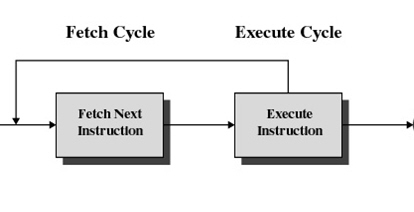 Fetch Cycle
Execute Cycle
Fetch Next
Instruction
Execute
Instruction